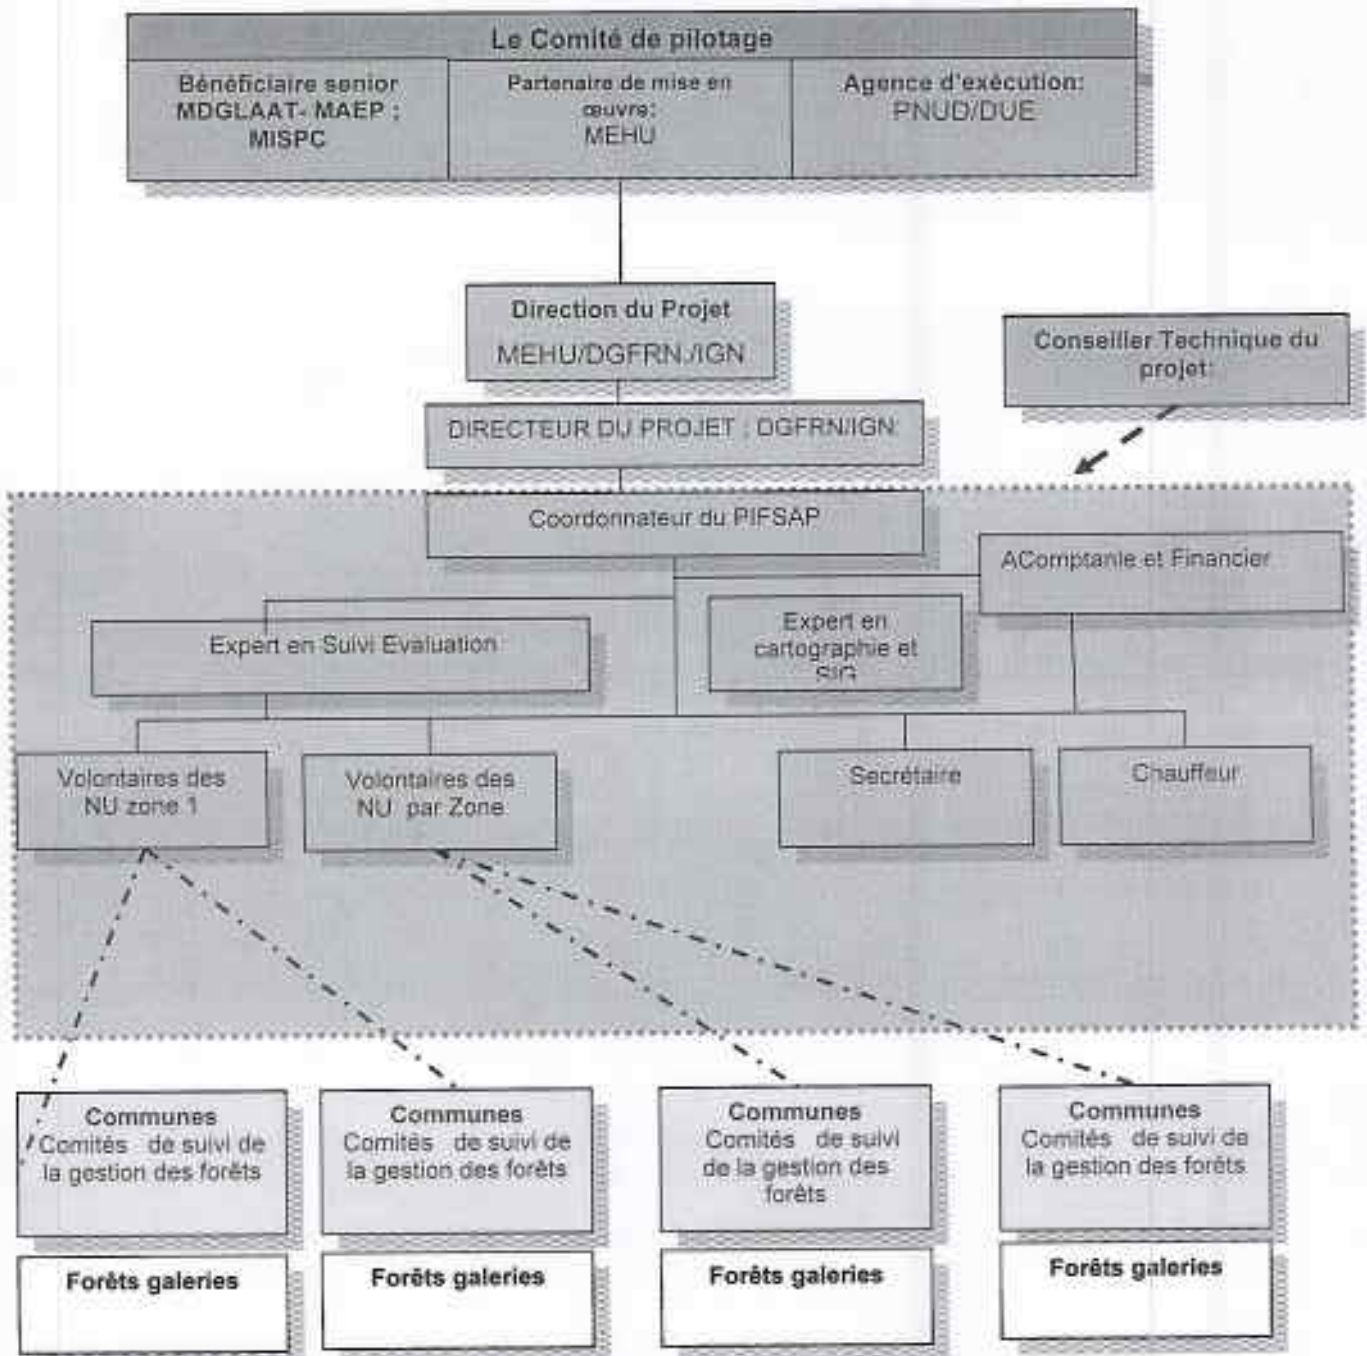 Le Comité de pilotage
Bénéficiaire senior
MDGLAAT- MAEP ;
MISPC
Partenaire de mise en
œuvre:
MEHU
Agence d'exécution:
PNUD/DUE
Direction du Projet
MEHU/DGFRN./IGN
Conseiller Technique du
projet:
DIRECTEUR DU PROJET : DGFRN/IGN
Coordonnateur du PIFSAP
AComptanle et Financier
Expert en Suivi Evaluation
Expert en
cartographie et
SIG
Volontaires des
NU zone 1
Volontaires des
NU par Zone
Secrétaire
Chauffeur
Communes
Comités de suivi de
la gestion des forêts
Communes
Comités de suivi de
la gestion des forêts
Communes
Comités de suivi
de la gestion des
forêts
Communes
Comités de suivi de
la gestion des forêts
Forêts galeries
Forêts galeries
Forêts galeries
Forêts galeries